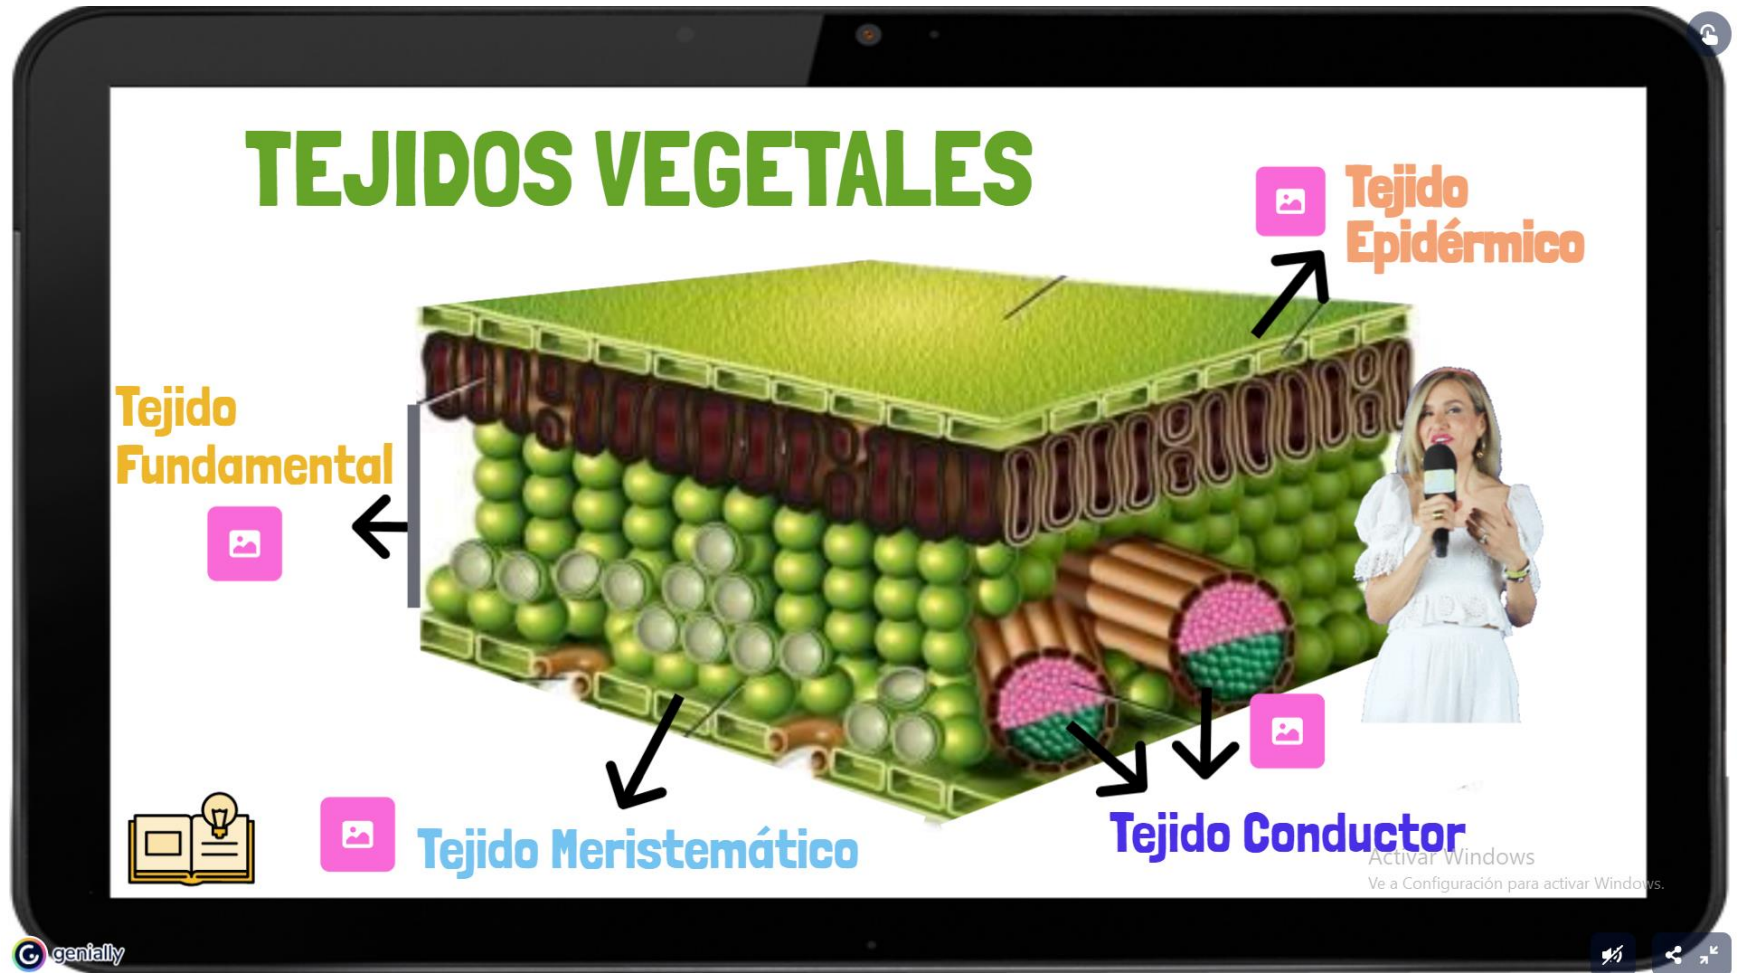 TEJIDOS VEGETALES
Tejido
Epidérmico
Tejido
Fundamental
Tejido Meristemático
Tejido Conductor
Activar Windows
Ve a Configuración para activar Windows.
genially